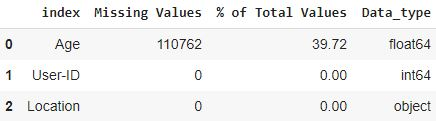 index Missing Values % of Total Values Data_type
0 Age 110762 39.72 float64
1 User-ID 0 0.00 int64
2 Location 0 0.00 object